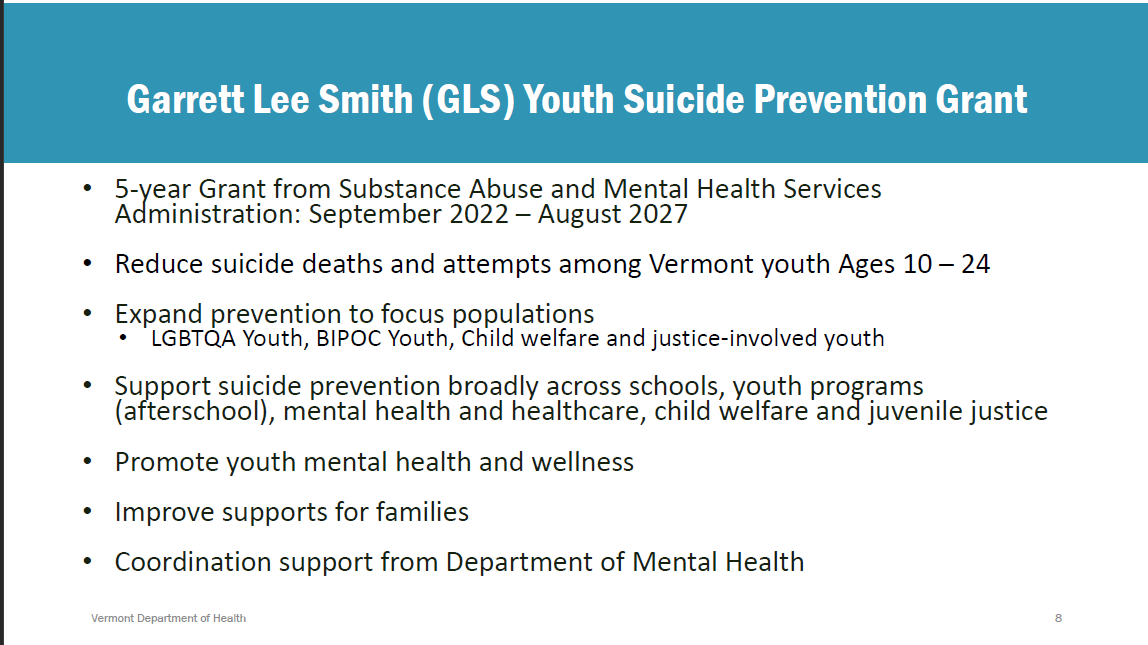 Garrett Lee Smith (GLS) Youth Suicide Prevention Grant
• 5-year Grant from Substance Abuse and Mental Health Services
Administration: September 2022 – August 2027
• Reduce suicide deaths and attempts among Vermont youth Ages 10 – 24
• Expand prevention to focus populations
• LGBTQA Youth, BIPOC Youth, Child welfare and justice-involved youth
• Support suicide prevention broadly across schools, youth programs
(afterschool), mental health and healthcare, child welfare and juvenile justice
• Promote youth mental health and wellness
• Improve supports for families
• Coordination support from Department of Mental Health
Vermont Department of Health
8